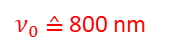 𝜈₀ ≙ 800 nm